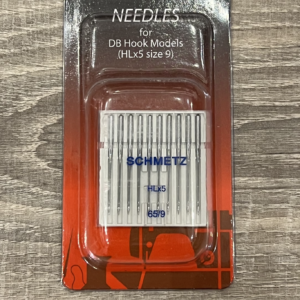 NEEDLES
for
DB Hook Models
(HLx5 size 9)
SCHMETZ
HLx5
65/9